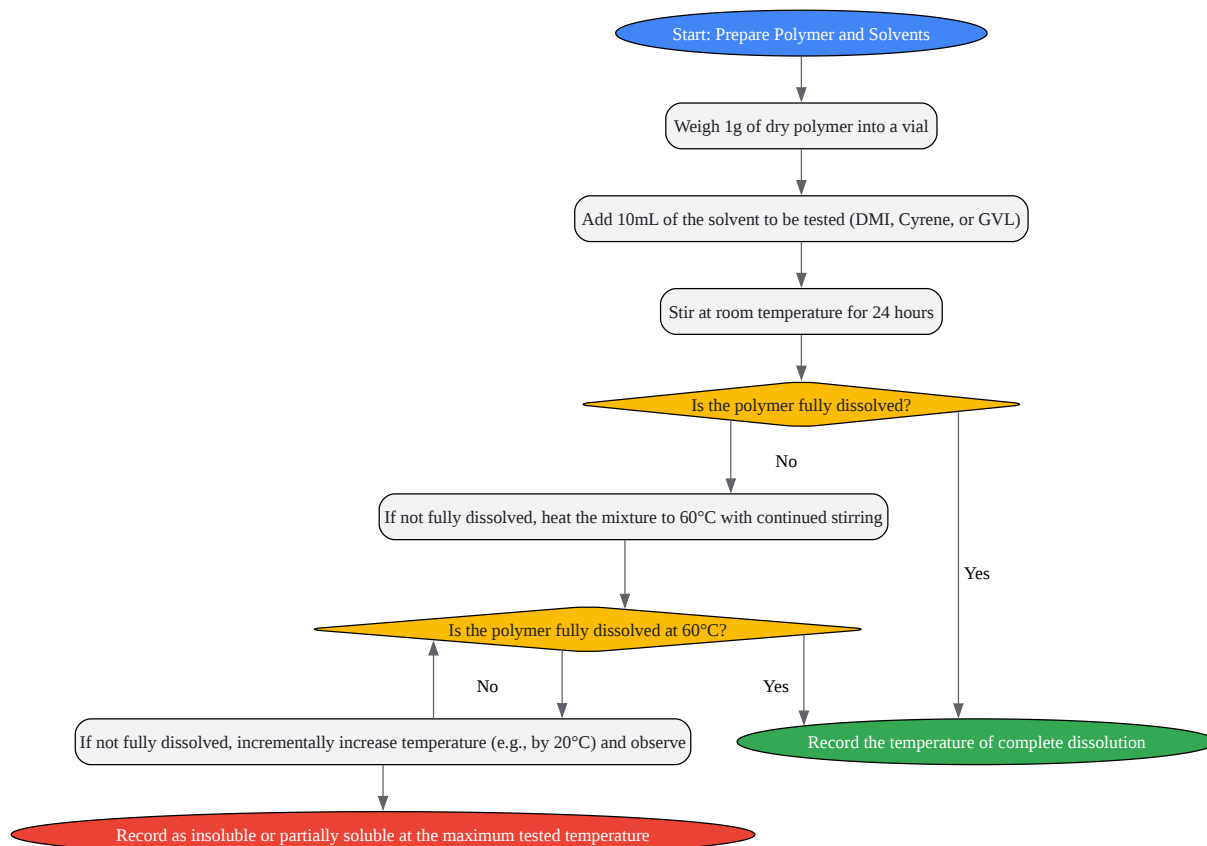 Start: Prepare Polymer and Solvents
Weigh 1g of dry polymer into a vial
Add 10mL of the solvent to be tested (DMI, Cyrene, or GVL)
Stir at room temperature for 24 hours
Is the polymer fully dissolved?
No
If not fully dissolved, heat the mixture to 60°C with continued stirring
Yes
Is the polymer fully dissolved at 60°C?
No
Yes
If not fully dissolved, incrementally increase temperature (e.g., by 20°C) and observe
Record the temperature of complete dissolution
Record as insoluble or partially soluble at the maximum tested temperature